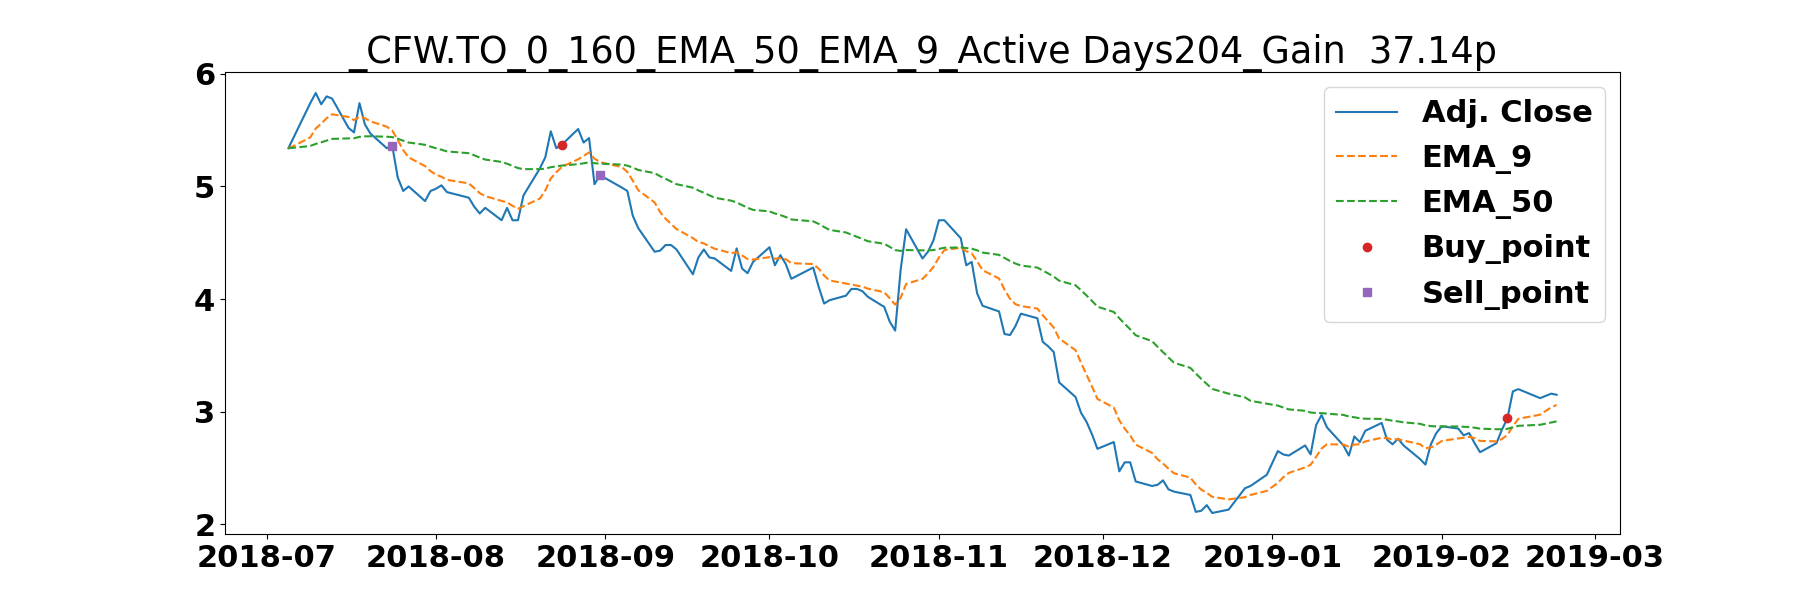 _CFW.TO_0_160_EMA_50_EMA_9_Active Days204_Gain  37.14p
6
5
4
3
2
Adj. Close
EMA_9
EMA_50
Buy_point
Sell_point
2018-07 2018-08 2018-09 2018-10 2018-11 2018-12 2019-01 2019-02 2019-03